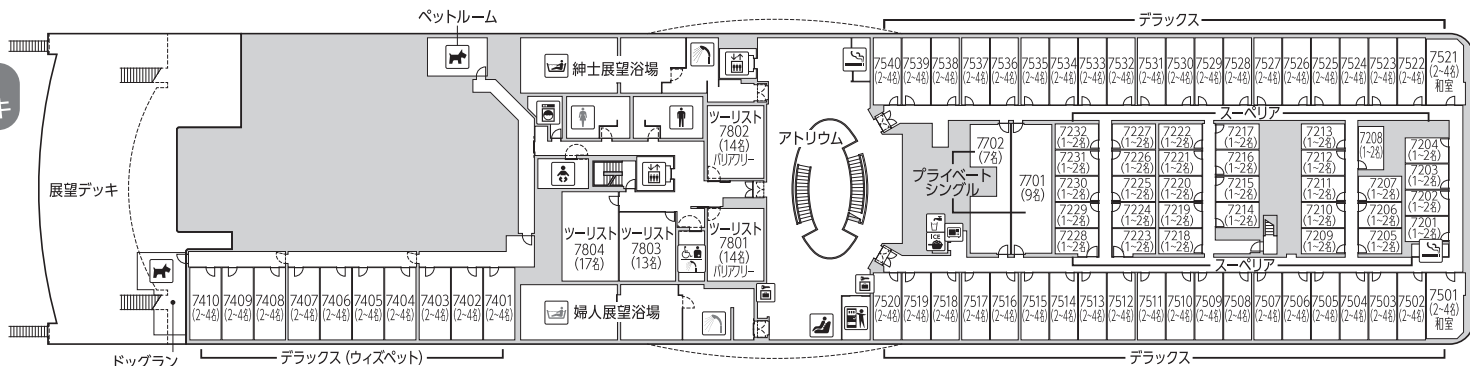 ペットルーム
デラックス
キ
紳士展望浴場
7540
(2~4名)
7539
(2~4名)
7538
(2~4名)
7537
(2~4名)
7536
(2~4名)
7535
(2~4名)
7534
(2~4名)
7533
(2~4名)
7532
(2~4名)
7531
(2~4名)
7530
(2~4名)
7529
(2~4名)
7528
(2~4名)
7527
(2~4名)
7526
(2~4名)
7525
(2~4名)
7524
(2~4名)
7523
(2~4名)
7522
(2~4名)
7521
(2~4名)
和室
スーペリア
ツーリスト
7802
(14名)
バリアフリー
アトリウム
7702
(7名)
プライベート
シングル
7701
(9名)
7232
(1~2名)
7231
(1~2名)
7230
(1~2名)
7229
(1~2名)
7228
(1~2名)
7227
(1~2名)
7226
(1~2名)
7225
(1~2名)
7224
(1~2名)
7223
(1~2名)
7222
(1~2名)
7221
(1~2名)
7220
(1~2名)
7219
(1~2名)
7218
(1~2名)
7217
(1~2名)
7216
(1~2名)
7215
(1~2名)
7214
(1~2名)
7213
(1~2名)
7212
(1~2名)
7211
(1~2名)
7210
(1~2名)
7209
(1~2名)
7208
(1~2名)
7207
(1~2名)
7206
(1~2名)
7205
(1~2名)
7204
(1~2名)
7203
(1~2名)
7202
(1~2名)
7201
(1~2名)
ICE
スーペリア
展望デッキ
ツーリスト
7804
(17名)
ツーリスト
7803
(13名)
ツーリスト
7801
(14名)
バリアフリー
婦人展望浴場
7410
(2~4名)
7409
(2~4名)
7408
(2~4名)
7407
(2~4名)
7406
(2~4名)
7405
(2~4名)
7404
(2~4名)
7403
(2~4名)
7402
(2~4名)
7401
(2~4名)
7520
(2~4名)
7519
(2~4名)
7518
(2~4名)
7517
(2~4名)
7516
(2~4名)
7515
(2~4名)
7514
(2~4名)
7513
(2~4名)
7512
(2~4名)
7511
(2~4名)
7510
(2~4名)
7509
(2~4名)
7508
(2~4名)
7507
(2~4名)
7506
(2~4名)
7505
(2~4名)
7504
(2~4名)
7503
(2~4名)
7502
(2~4名)
7501
(2~4名)
和室
ドッグラン
デラックス(ウィズペット)
デラックス